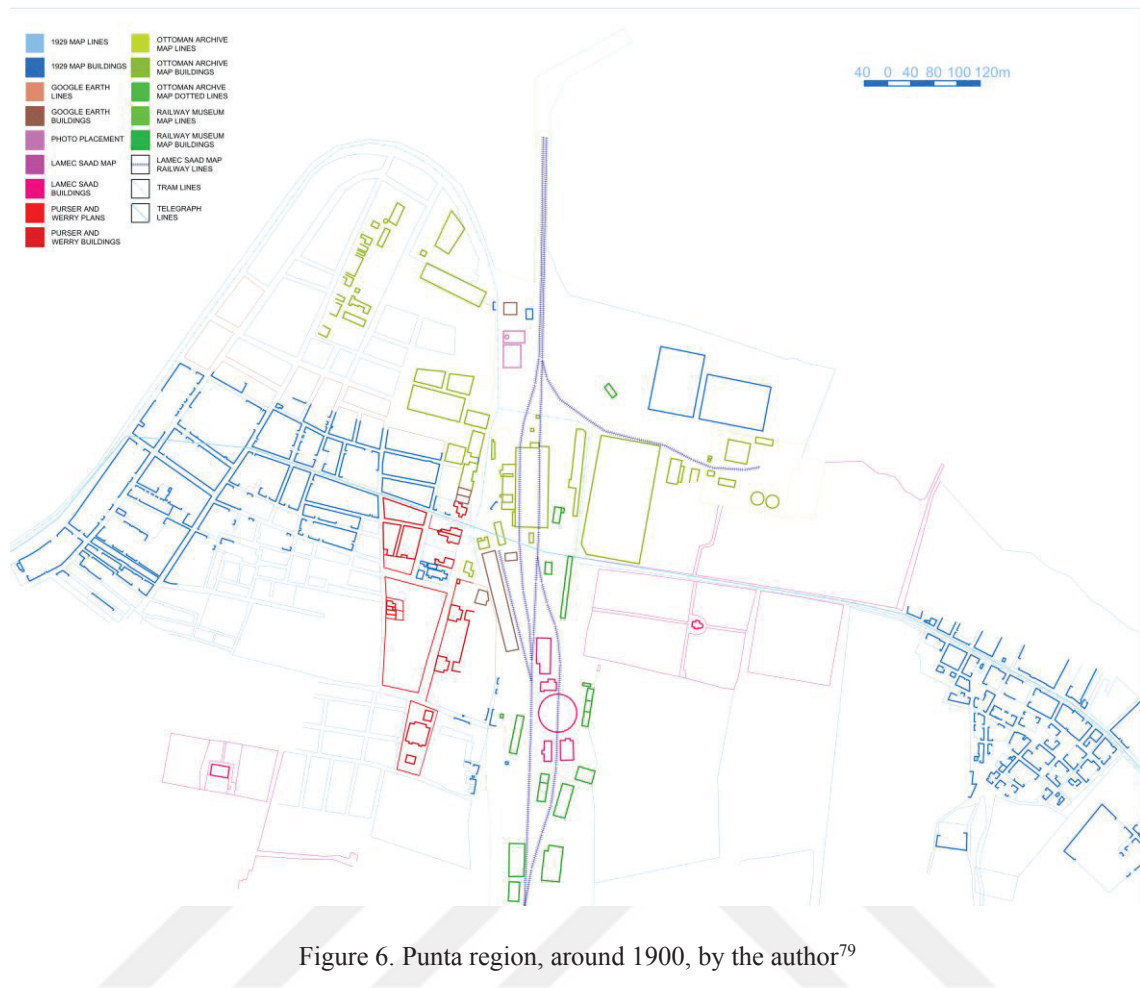 1929 MAP LINES
1929 MAP BUILDINGS
GOOGLE EARTH
LINES
GOOGLE EARTH
BUILDINGS
PHOTO PLACEMENT
LAMEC SAAD MAP
LAMEC SAAD
BUILDINGS
PURSER AND
WERRY PLANS
PURSER AND
WERRY BUILDINGS
OTTOMAN ARCHIVE
MAP LINES
OTTOMAN ARCHIVE
MAP BUILDINGS
OTTOMAN ARCHVE
MAP DOTTED LINES
RAILWAY MUSEUM
MAP LINES
RAILWAY MUSEUM
MAP BUILDINGS
LAMEC SAAD MAP
RAILWAY LINES
TRAM LINES
TELEGRAPH
LINES
40 0 40 80 100 120m
Figure 6. Punta region, around 1900, by the author79